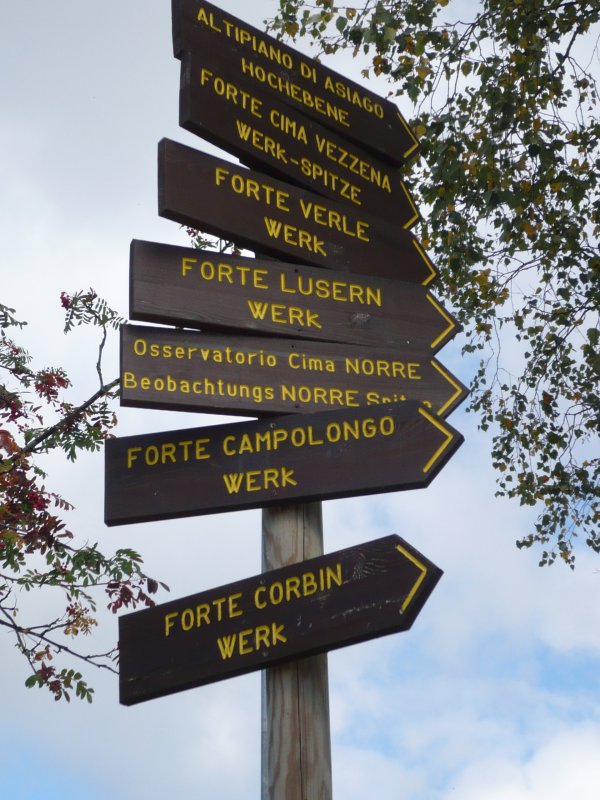 ALTIPIANO DI ASIAGO
HOCHEBENE
FORTE CIMA VEZZENA
WERK-SPITZE
FORTE VERLE
WERK
FORTE LUSERN
WERK
Osservatorio Cima NORRE
Beobachtungs NORRE Spitze
FORTE CAMPOLONGO
WERK
FORTE CORBIN
WERK